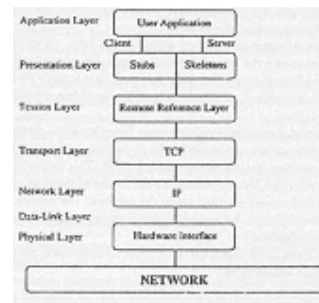 Application Layer
User Application
Client
Server
Presentation Layer
Stubs
Skeletons
Session Layer
Remote Reference Layer
Transport Layer
TCP
Network Layer
IP
Data-Link Layer
Physical Layer
Hardware Interface
NETWORK